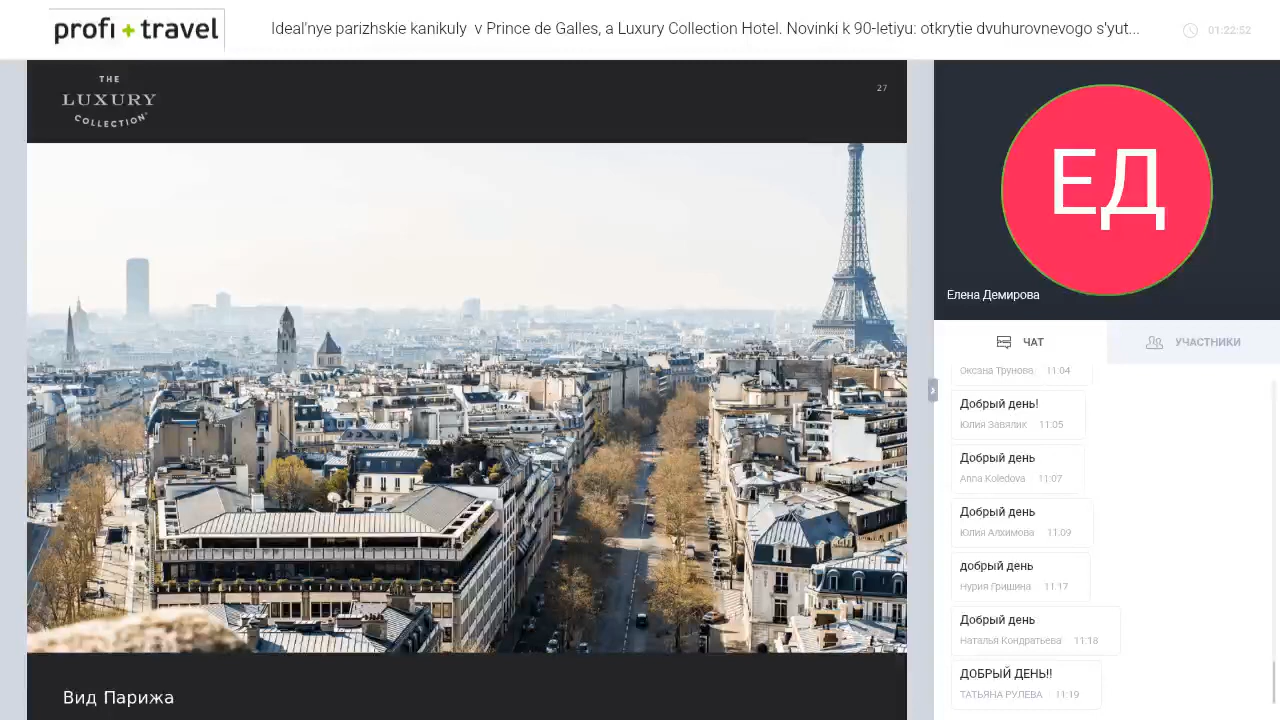 profi + travel
Ideal'nye parizhskie kanikuly v Prince de Galles, a Luxury Collection Hotel. Novinki k 90-letiyu: otkrytie dvuhurovnevogo s'yut...
01:22:52
THE
LUXURY
COLLECTION
27
ЕД
Елена Демирова
ЧАТ
УЧАСТНИКИ
Оксана Трунова 11:04
Добрый день!
Юлия Завялик 11:05
Добрый день
Anna Koledova 11:07
Добрый день
Юлия Алхимова 11:09
добрый день
Нурия Гришина 11:17
Добрый день
Наталья Кондратьева 11:18
ДОБРЫЙ ДЕНЬ!!
ТАТЬЯНА РУЛЕВА 11:19
Вид Парижа